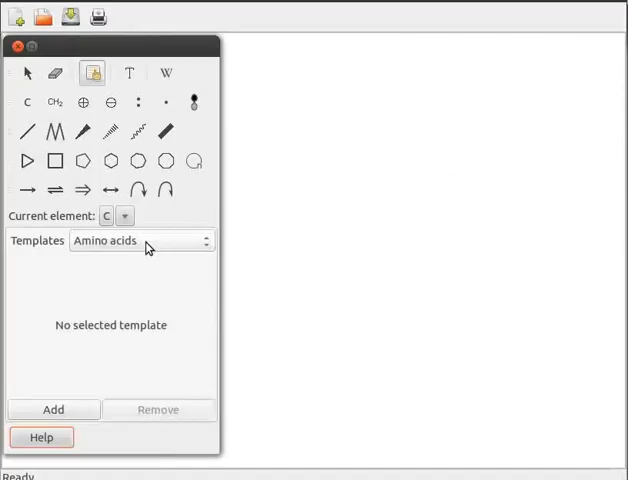 T W
C CH2
Current element: C
Templates Amino acids
No selected template
Add Remove
Help
Ready